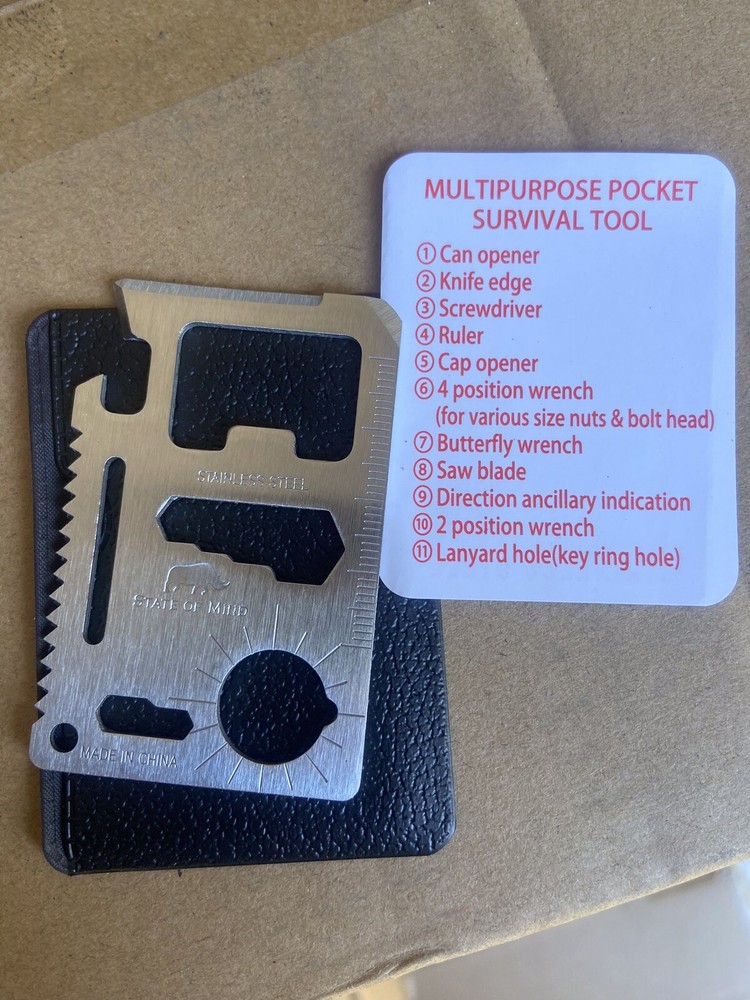 MULTIPURPOSE POCKET
SURVIVAL TOOL
① Can opener
② Knife edge
③ Screwdriver
④ Ruler
⑤ Cap opener
⑥ 4 position wrench
(for various size nuts & bolt head)
⑦ Butterfly wrench
⑧ Saw blade
⑨ Direction ancillary indication
⑩ 2 position wrench
⑪ Lanyard hole(key ring hole)
STAINLESS STEEL
STATE OF MIND
MADE IN CHINA